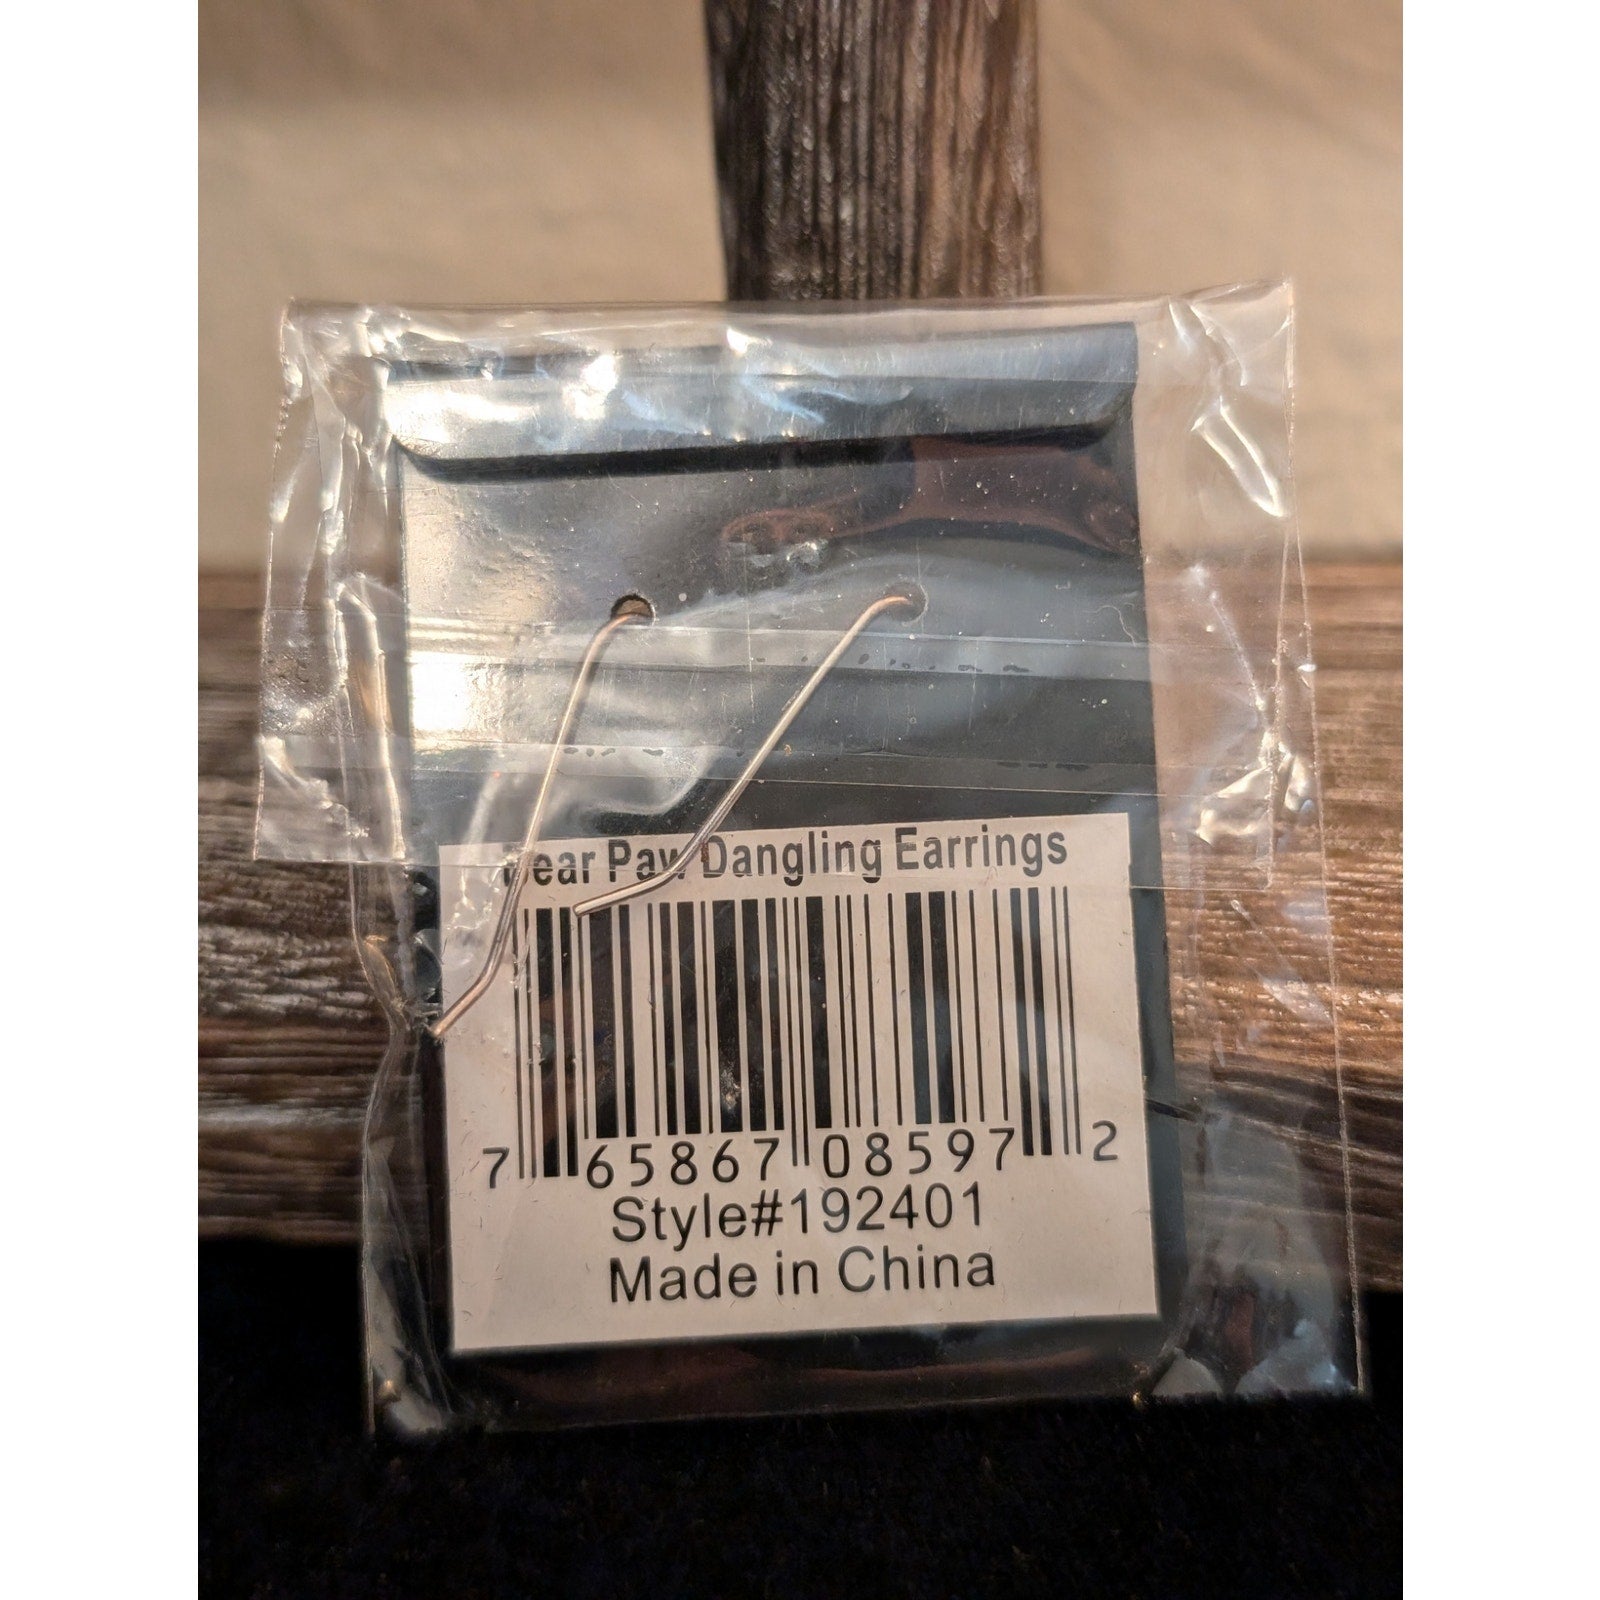 Bear Paw Dangling Earrings
7 65867 08597 2
Style#192401
Made in China